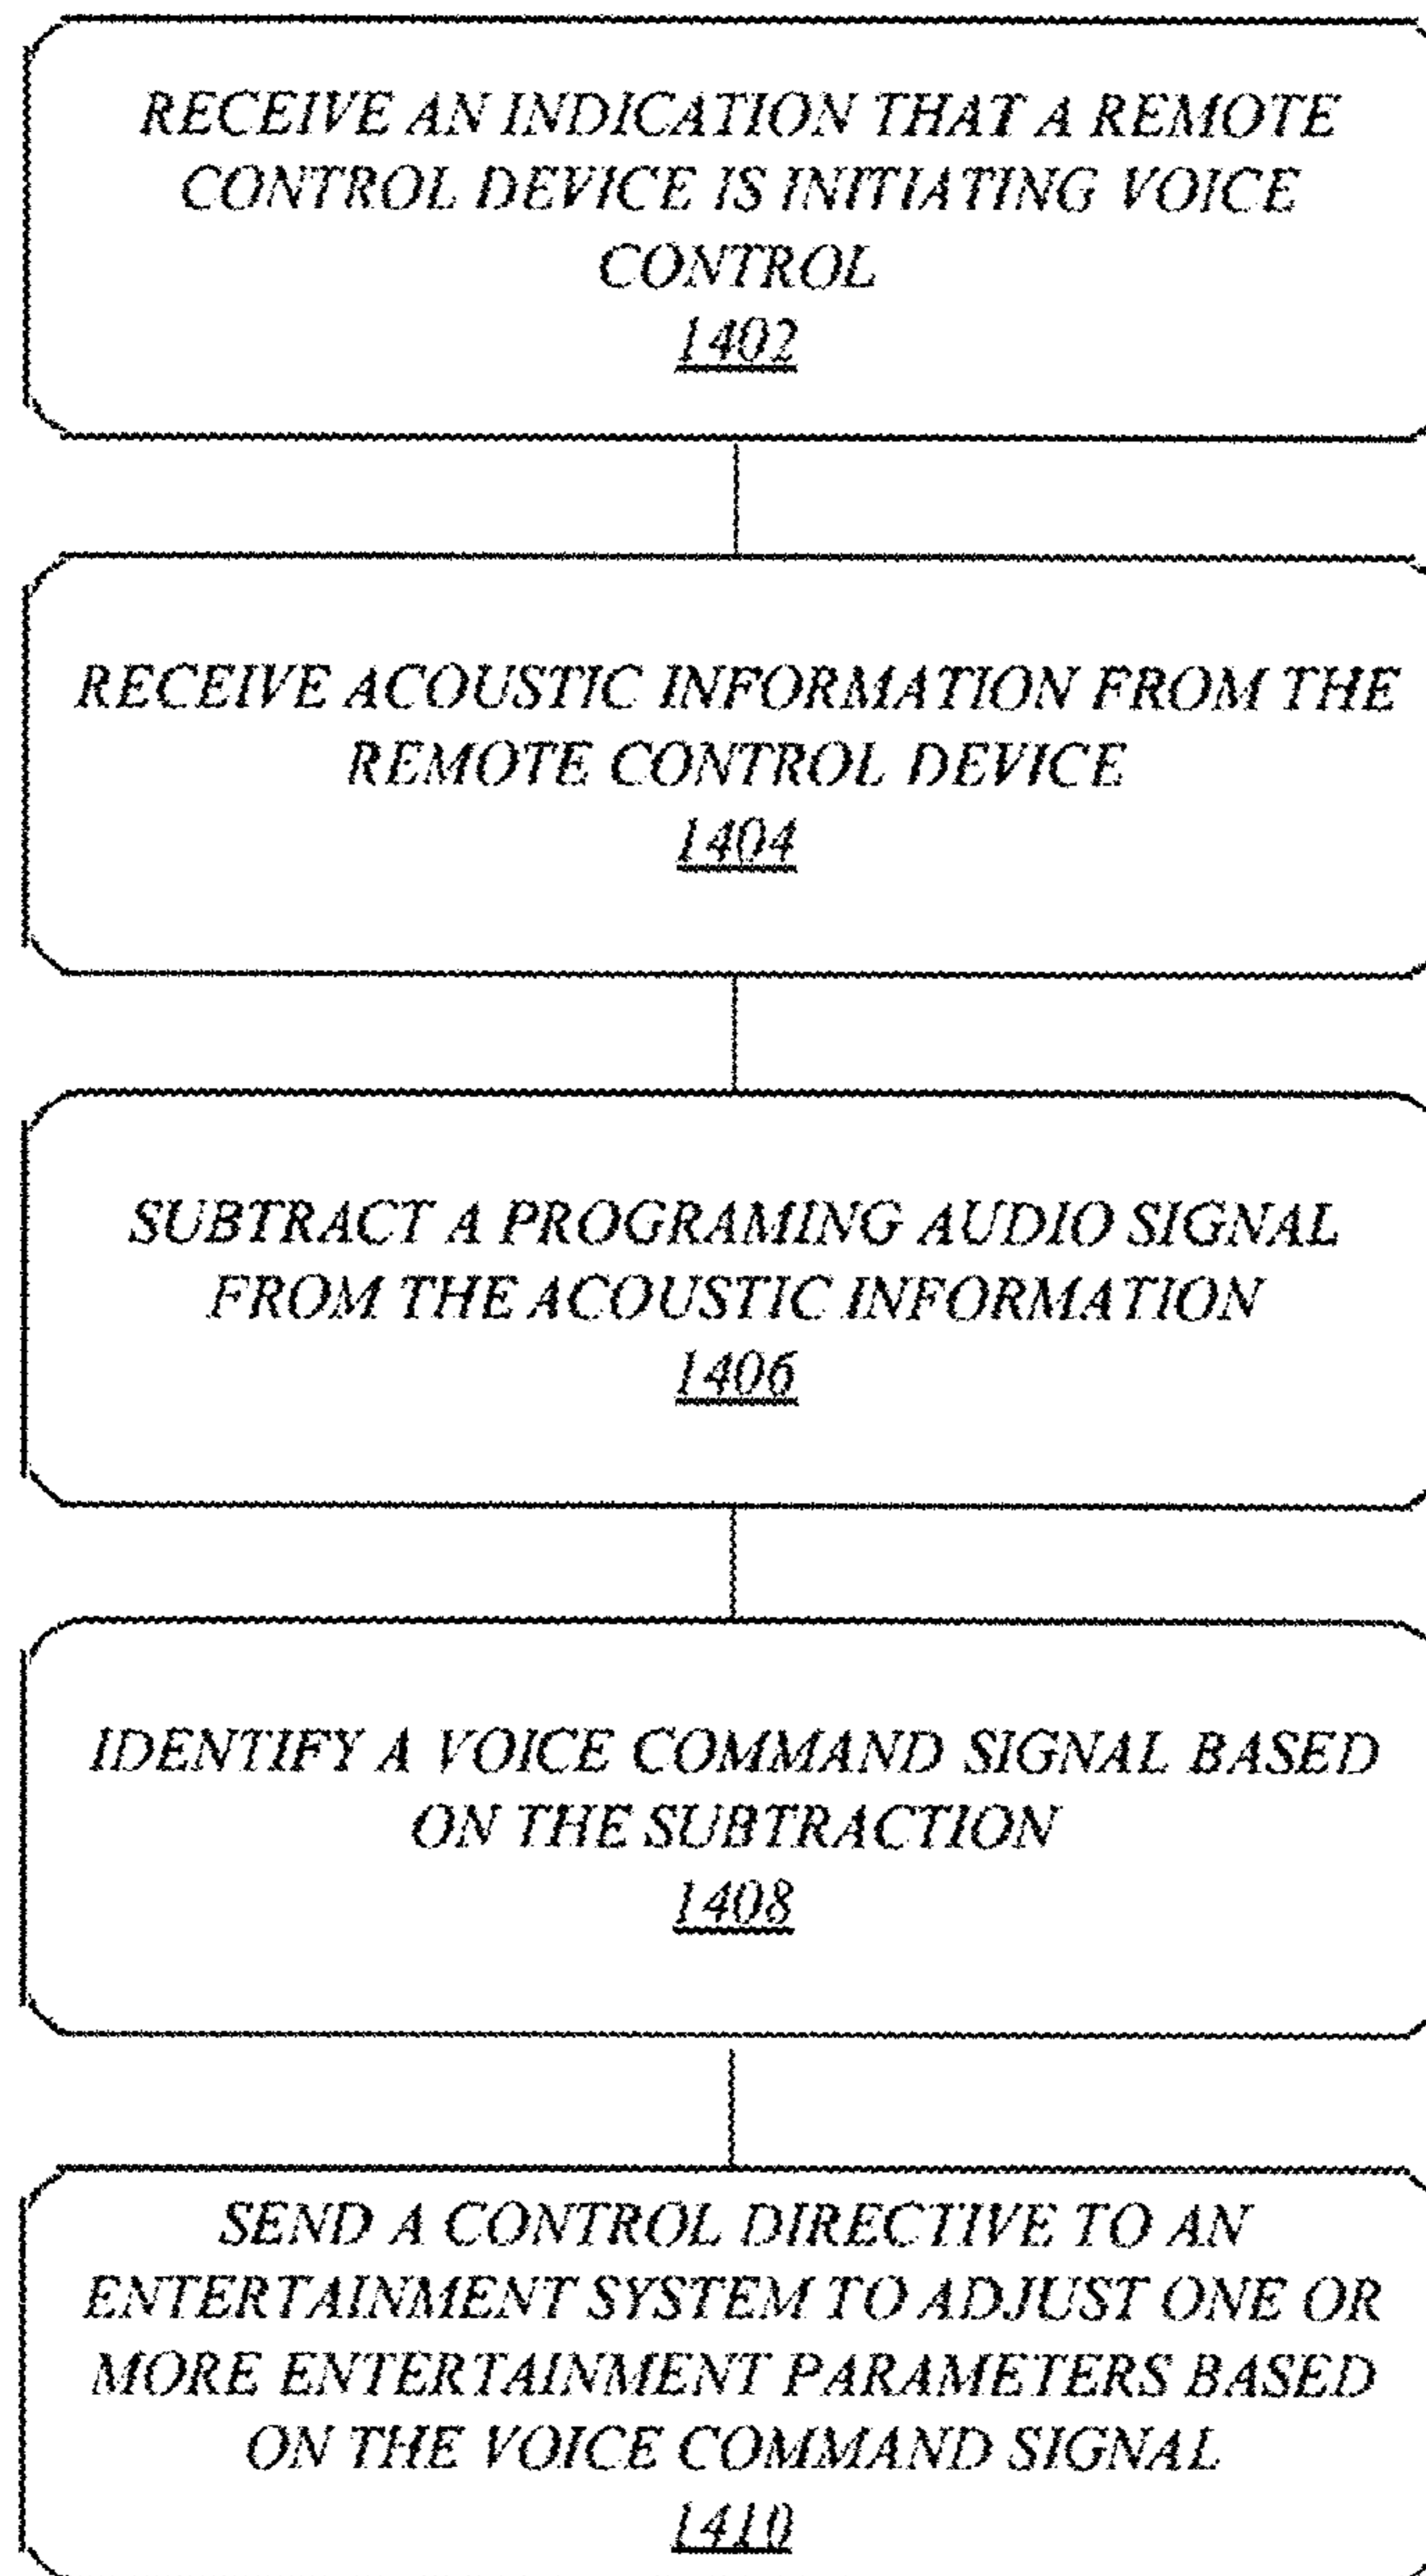 RECEIVE AN INDICATION THAT A REMOTE
CONTROL DEVICE IS INITIATING VOICE
CONTROL
1402
RECEIVE ACOUSTIC INFORMATION FROM THE
REMOTE CONTROL DEVICE
1404
SUBTRACT A PROGRAMING AUDIO SIGNAL
FROM THE ACOUSTIC INFORMATION
1406
IDENTIFY A VOICE COMMAND SIGNAL BASED
ON THE SUBTRACTION
1408
SEND A CONTROL DIRECTIVE TO AN
ENTERTAINMENT SYSTEM TO ADJUST ONE OR
MORE ENTERTAINMENT PARAMETERS BASED
ON THE VOICE COMMAND SIGNAL
1410